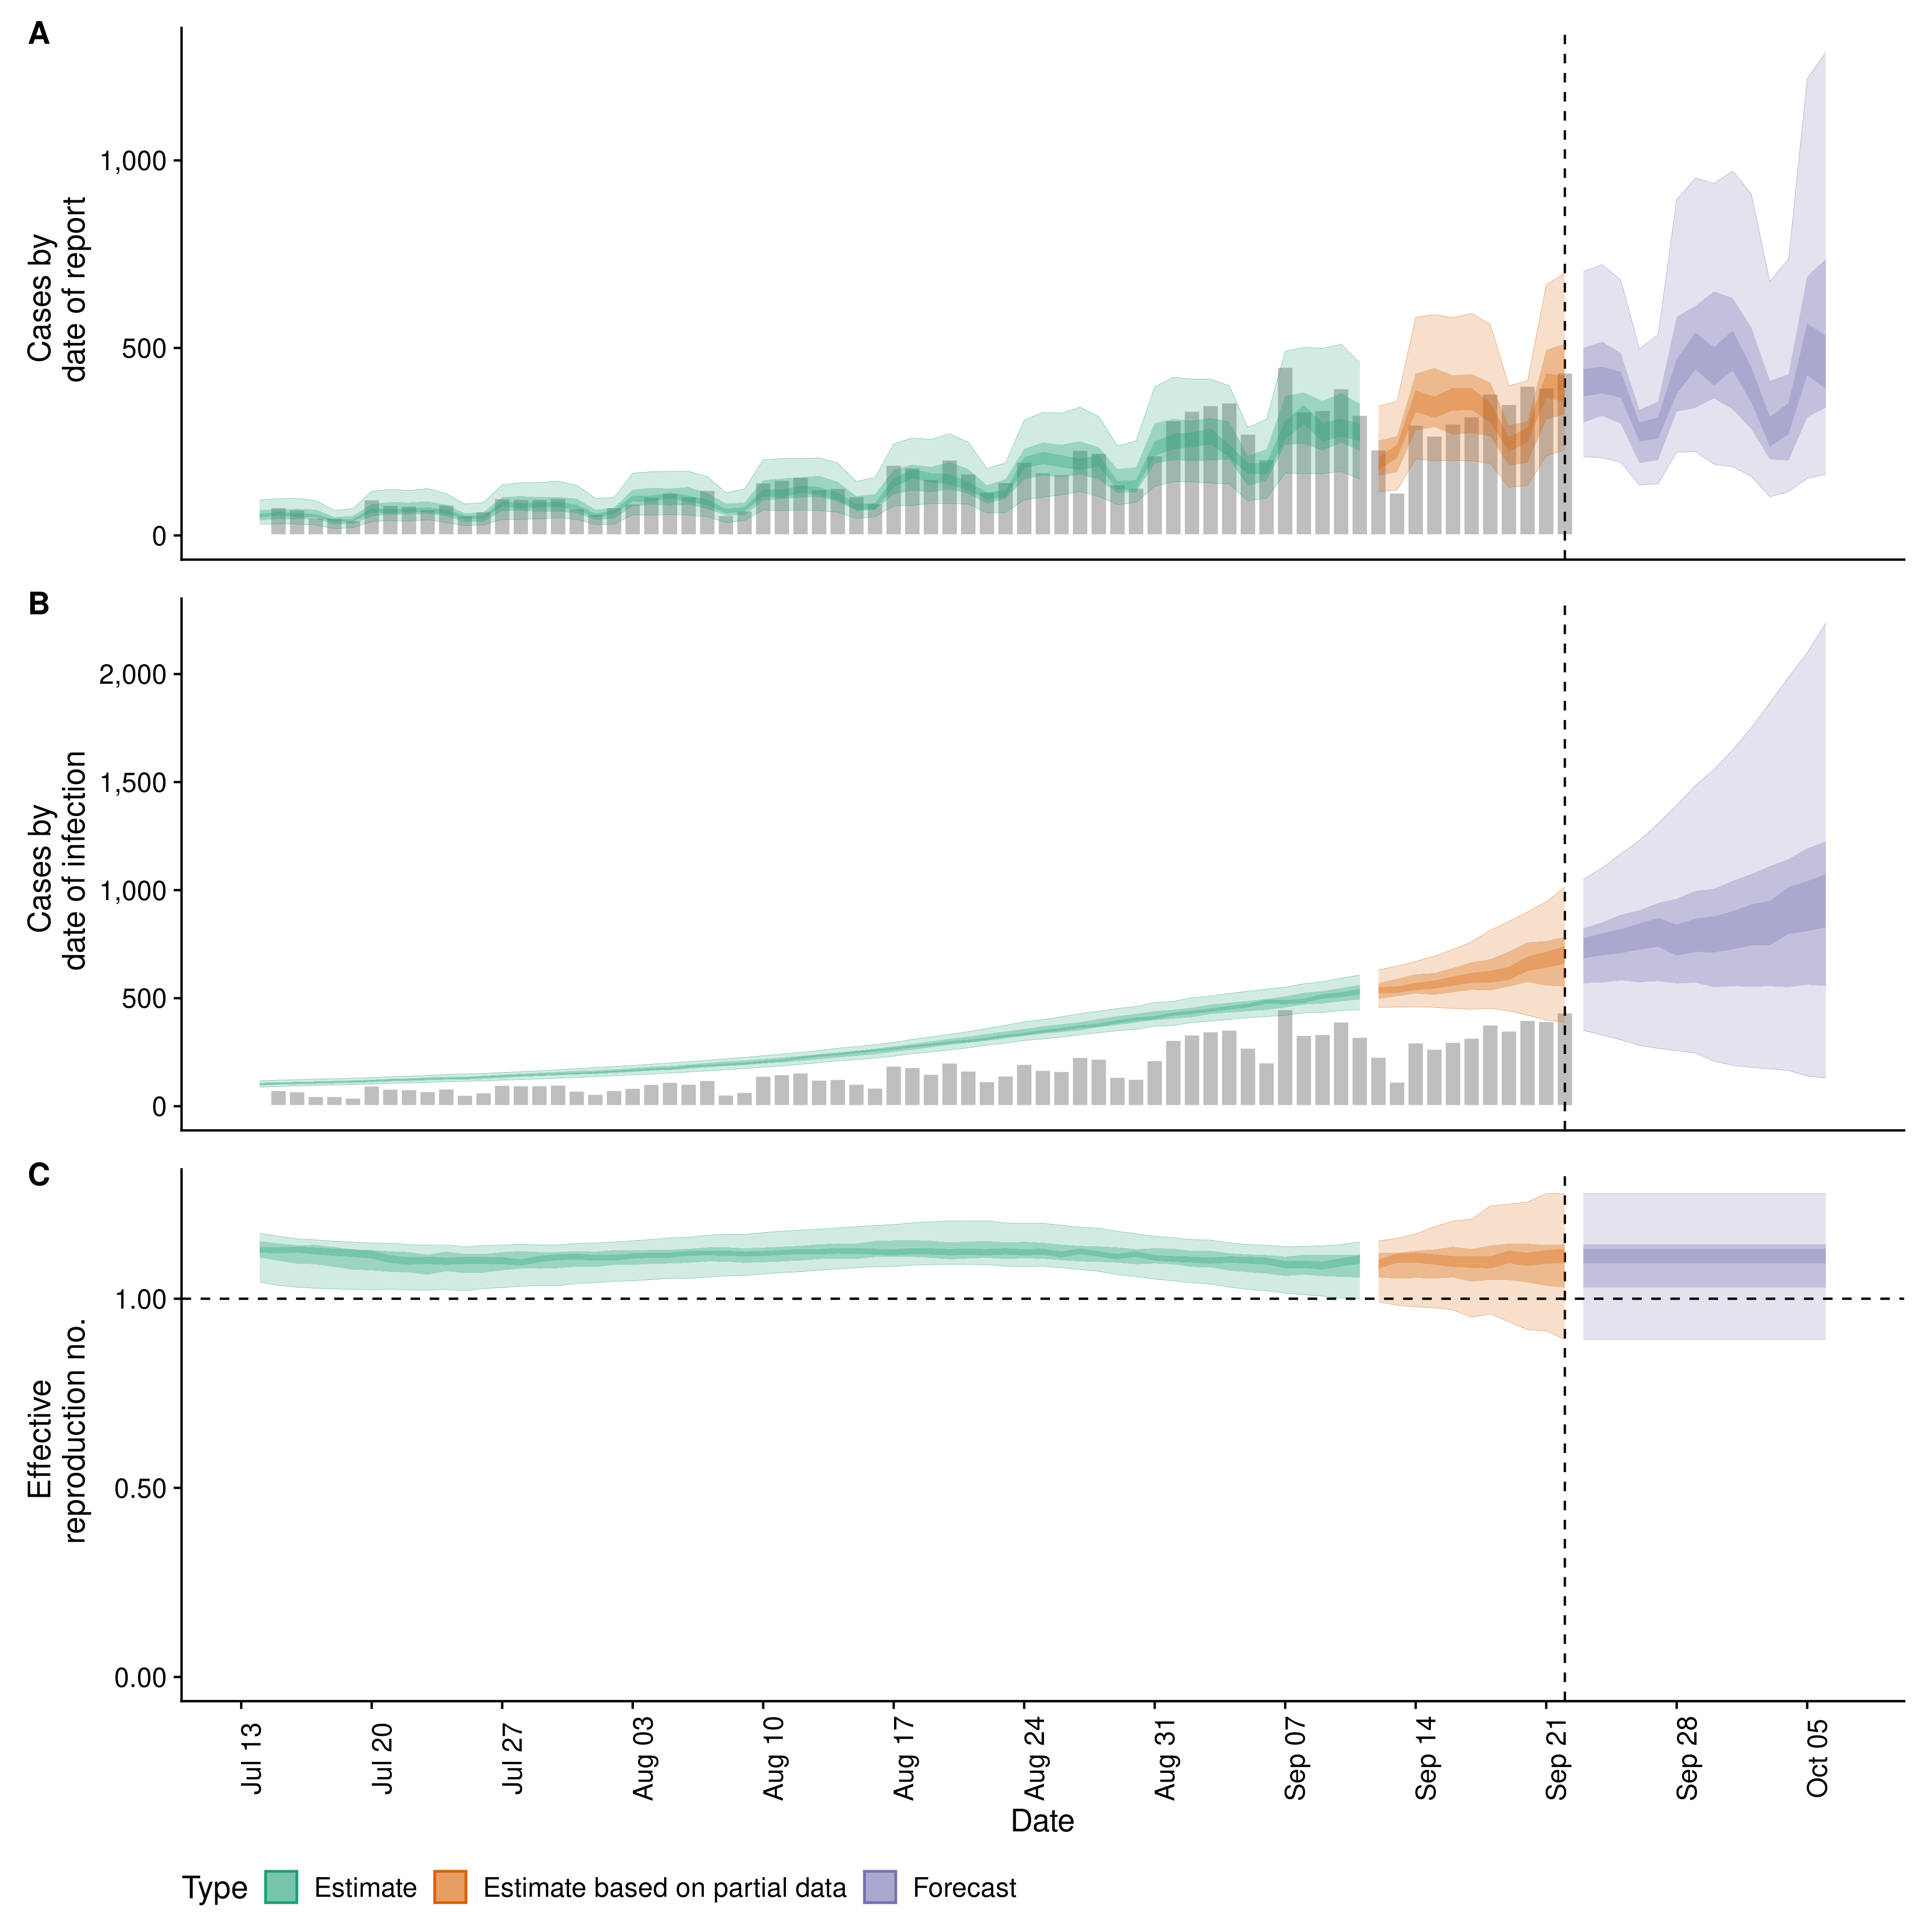 A
Cases by
date of report
1,000
500
0
B
Cases by
date of infection
2,000
1,500
1,000
500
0
C
Effective
reproduction no.
1.00
0.50
0.00
Jul 13
Jul 20
Jul 27
Aug 03
Aug 10
Aug 17
Aug 24
Aug 31
Sep 07
Sep 14
Sep 21
Sep 28
Oct 05
Date
Type Estimate Estimate based on partial data Forecast